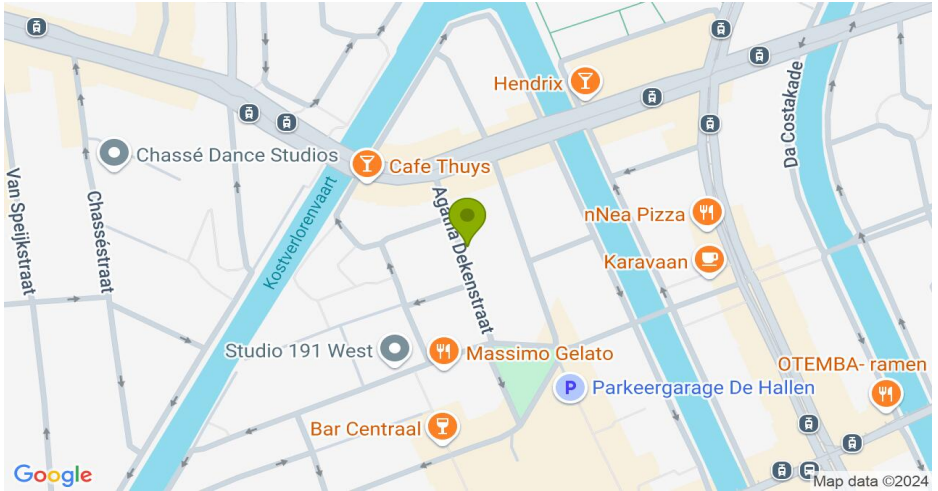 Hendrix
Da Costakade
Chassé Dance Studios
Cafe Thuys
Van Speijkstraat
Chasséstraat
Kostverlorenvaart
Agatha Dekenstraat
nNea Pizza
Karavaan
Studio 191 West
Massimo Gelato
OTEMBA- ramen
P
Parkeergarage De Hallen
Bar Centraal
Google
Map data ©2024